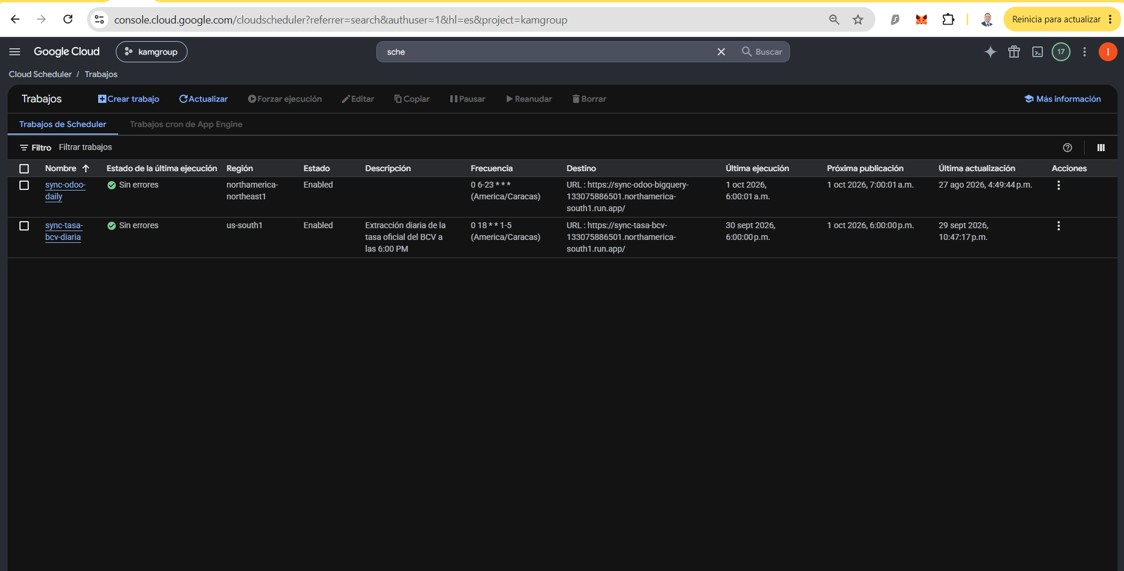 console.cloud.google.com/cloudscheduler?referrer=search&authuser=1&hl=es&project=kamgroup
Reinicia para actualizar
Google Cloud
kamgroup
sche
Buscar
17
I
Cloud Scheduler / Trabajos
Trabajos
Crear trabajo
Actualizar
Forzar ejecución
Editar
Copiar
Pausar
Reanudar
Borrar
Más información
Trabajos de Scheduler
Trabajos cron de App Engine
Filtro Filtrar trabajos
Nombre Estado de la última ejecución Región Estado Descripción Frecuencia Destino Última ejecución Próxima publicación Última actualización Acciones
sync-odoo-
daily
Sin errores
northamerica-
northeast1
Enabled
0 6-23 * * *
(America/Caracas)
URL : https://sync-odoo-bigquery-
133075886501.northamerica-
south1.run.app/
1 oct 2026,
6:00:01 a.m.
1 oct 2026, 7:00:01 a.m.
27 ago 2026, 4:49:44 p.m.
sync-tasa-
bcv-diaria
Sin errores
us-south1
Enabled
Extracción diaria de la
tasa oficial del BCV a
las 6:00 PM
0 18 * * 1-5
(America/Caracas)
URL : https://sync-tasa-bcv-
133075886501.northamerica-
south1.run.app/
30 sept 2026,
6:00:00 p.m.
1 oct 2026, 6:00:00 p.m.
29 sept 2026,
10:47:17 p.m.